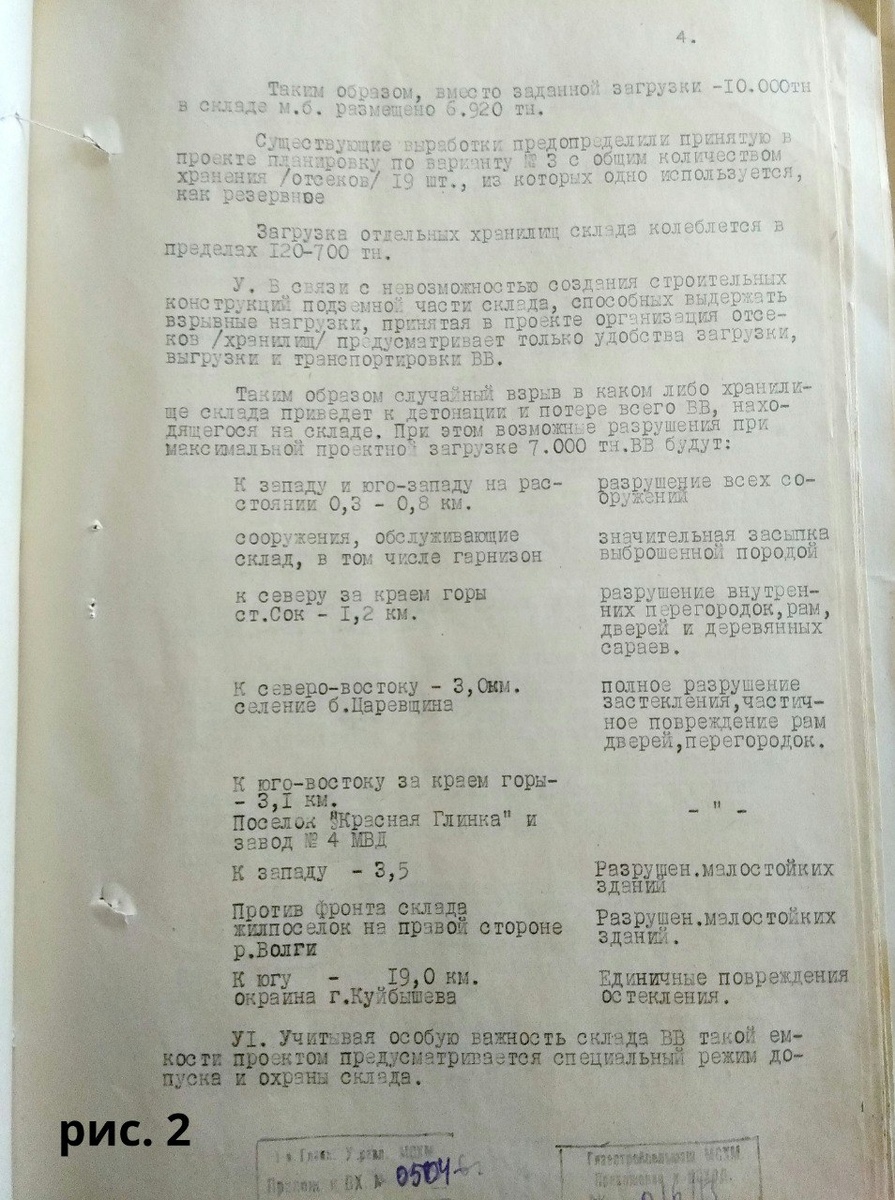 4.
Таким образом, вместо заданной загрузки -10.000тн
в складе м.б. размещено 6.920 тн.
Существующие выработки предопределили принятую в
проекте планировку по варианту № 3 с общим количеством
хранения /отсеков/ 19 шт., из которых одно используется,
как резервное
Загрузка отдельных хранилищ склада колеблется в
пределах 120-700 тн.
У. В связи с невозможностью создания строительных
конструкций подземной части склада, способных выдержать
взрывные нагрузки, принятая в проекте организация отсе-
ков /хранилищ/ предусматривает только удобства загрузки,
выгрузки и транспортировки ВВ.
Таким образом случайный взрыв в каком либо хранили-
ще склада приведет к детонации и потере всего ВВ, нахо-
дящегося на складе. При этом возможные разрушения при
максимальной проектной загрузке 7.000 тн.ВВ будут:
К западу и юго-западу на рас- разрушение всех со-
стоянии 0,3 - 0,8 км. оружений
сооружения, обслуживающие значительная засыпка
склад, в том числе гарнизон выброшенной породой
к северу за краем горы разрушение внутрен-
ст.Сок - 1,2 км. них перегородок,рам,
дверей и деревянных
сараев.
К северо-востоку - 3,0км. полное разрушение
селение б.Царевщина застекления,частич-
ное повреждение рам
дверей,перегородок.
К юго-востоку за краем горы-
- 3,1 км. - " -
Поселок "Красная Глинка" и
завод № 4 МВД
К западу - 3,5 Разрушен.малостойких
зданий
Против фронта склада Разрушен.малостойких
жилпоселок на правой стороне зданий.
р.Волги
К югу - 19,0 км. Единичные повреждения
окраина г.Куйбышева остекления.
УІ. Учитывая особую важность склада ВВ такой ем-
кости проектом предусматривается специальный режим до-
пуска и охраны склада.
рис. 2
Глав. МСХМ
ВХ № 0504 МСХМ